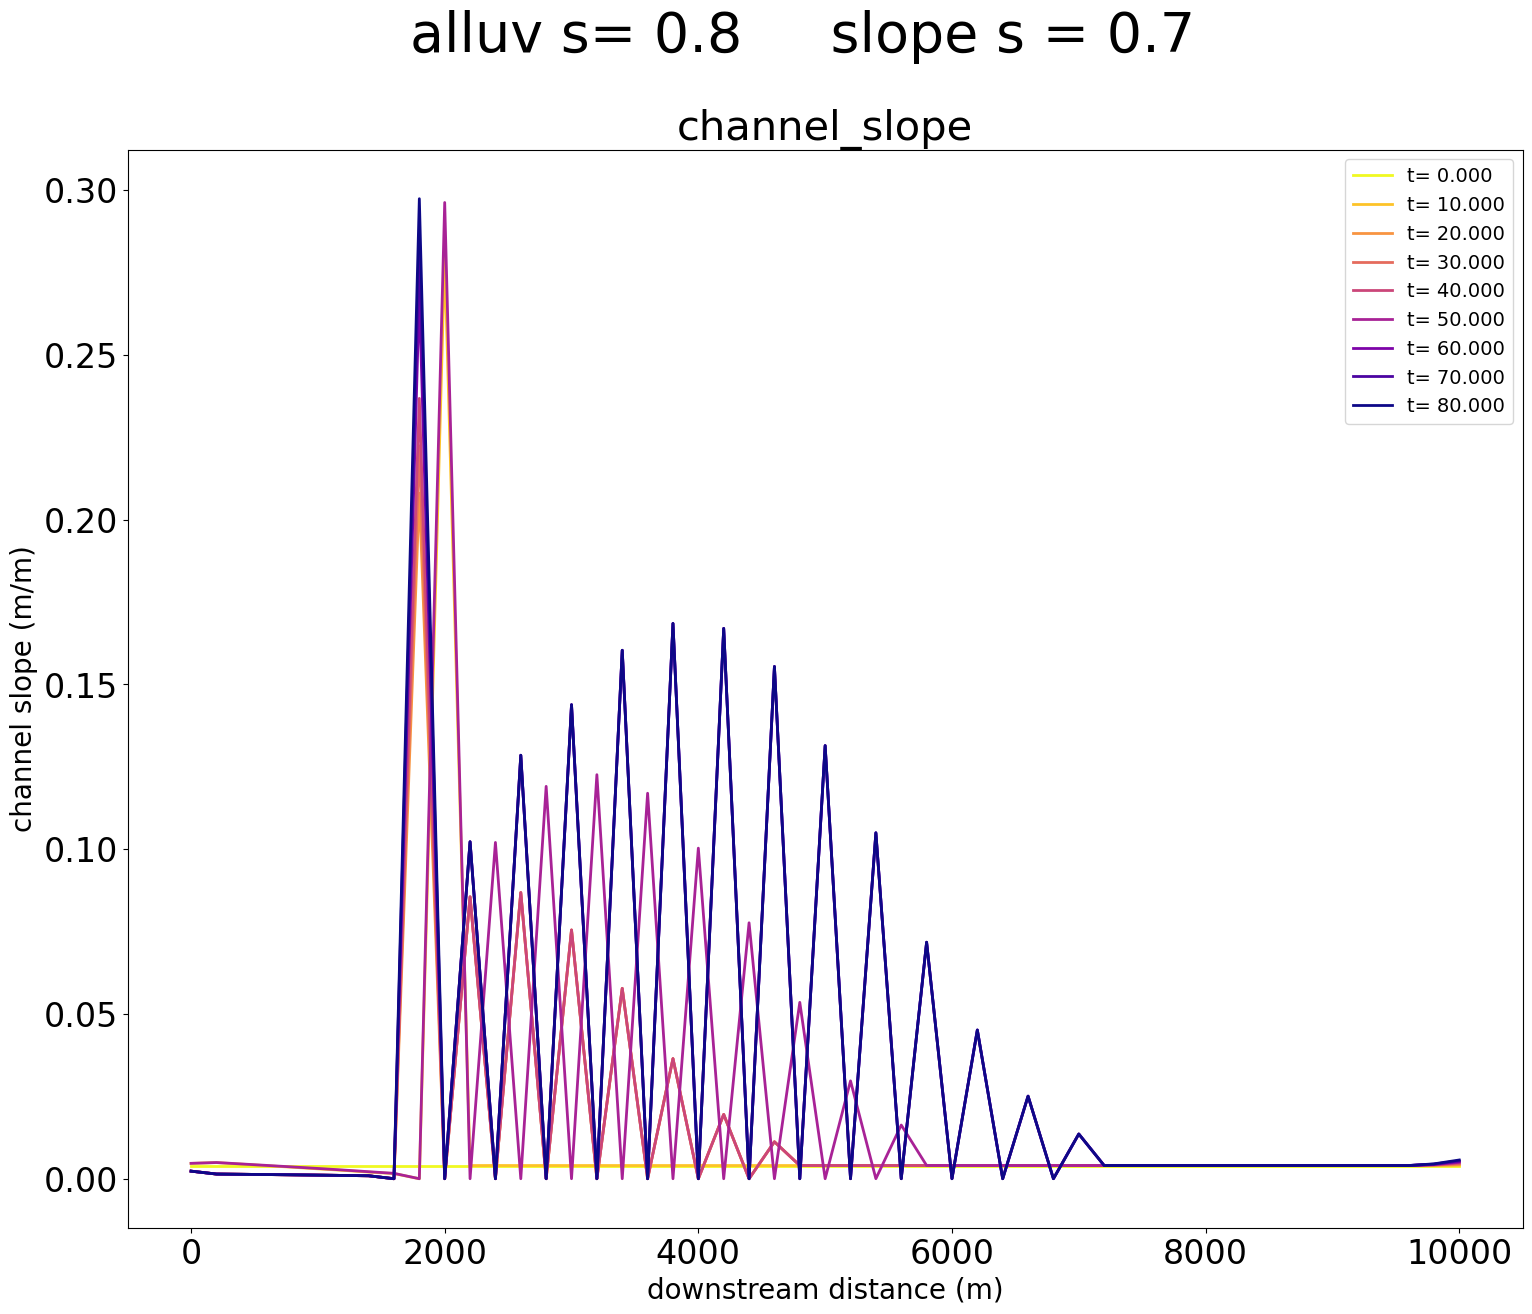 alluv s= 0.8     slope s = 0.7
channel_slope
0.30
0.25
0.20
0.15
0.10
0.05
0.00
channel slope (m/m)
t= 0.000
t= 10.000
t= 20.000
t= 30.000
t= 40.000
t= 50.000
t= 60.000
t= 70.000
t= 80.000
0 2000 4000 6000 8000 10000
downstream distance (m)